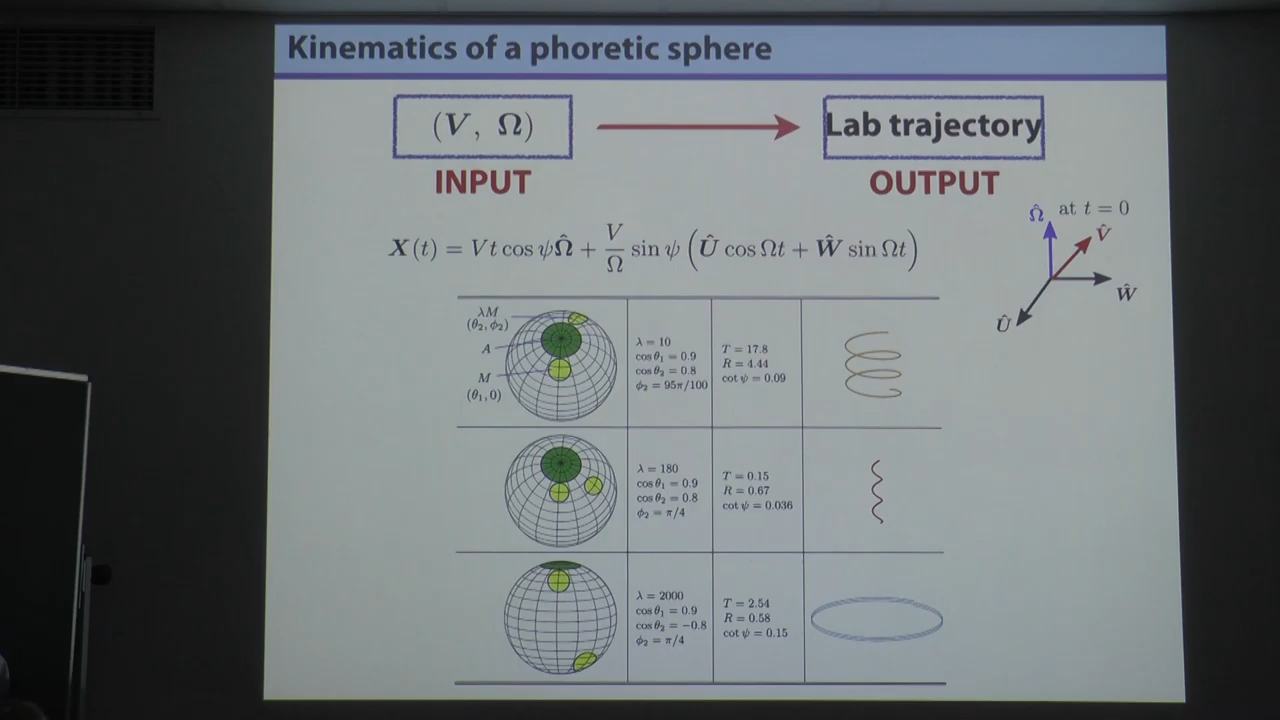 Kinematics of a phoretic sphere
(V, Ω)
Lab trajectory
INPUT
OUTPUT
Ω̂ at t = 0
V̂
Ŵ
Û
X(t) = Vt cos ψΩ̂ + V/Ω sin ψ (Û cos Ωt + Ŵ sin Ωt)
λM
(θ₂, ϕ₂)
A
M
(θ₁, 0)
λ = 10
cos θ₁ = 0.9
cos θ₂ = 0.8
ϕ₂ = 95π/100
T = 17.8
R = 4.44
cot ψ = 0.09
λ = 180
cos θ₁ = 0.9
cos θ₂ = 0.8
ϕ₂ = π/4
T = 0.15
R = 0.67
cot ψ = 0.036
λ = 2000
cos θ₁ = 0.9
cos θ₂ = −0.8
ϕ₂ = π/4
T = 2.54
R = 0.58
cot ψ = 0.15